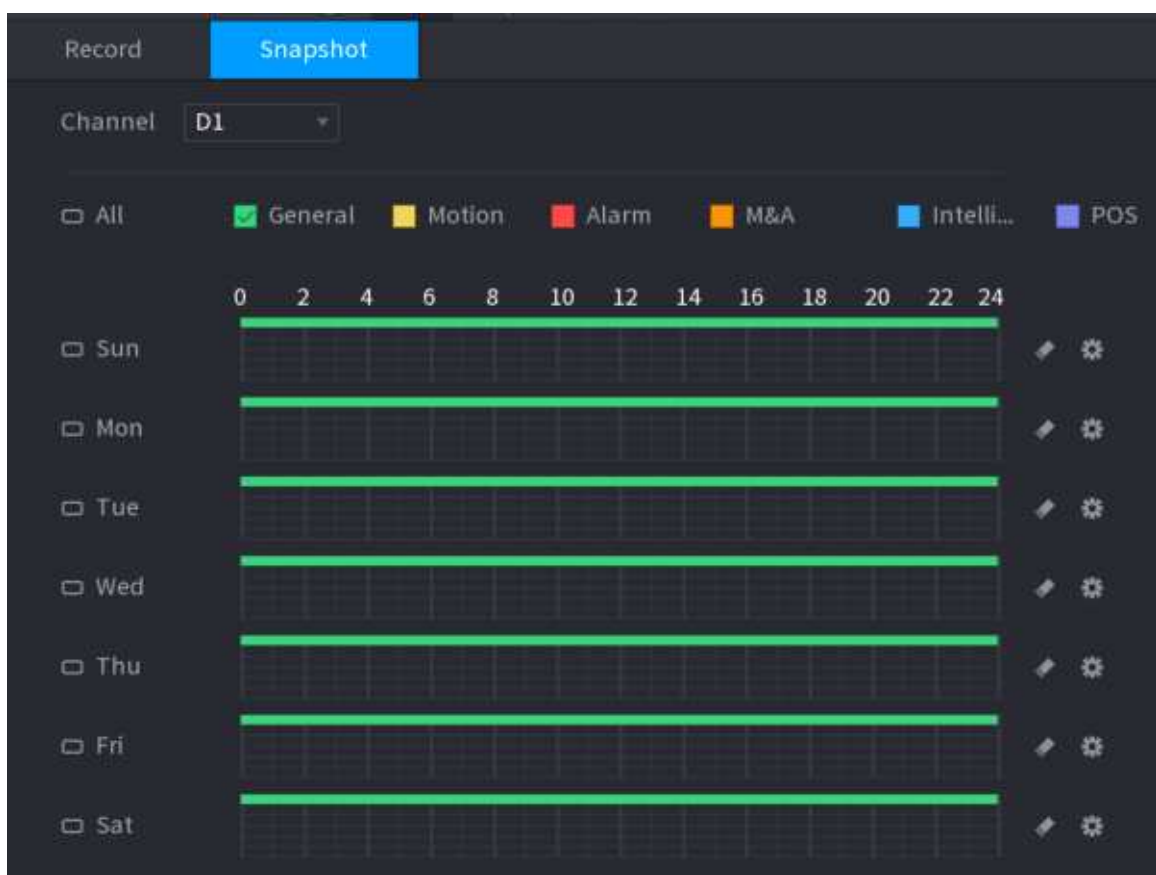 Record Snapshot
Channel D1
All General Motion Alarm M&A Intelli... POS
0 2 4 6 8 10 12 14 16 18 20 22 24
Sun
Mon
Tue
Wed
Thu
Fri
Sat